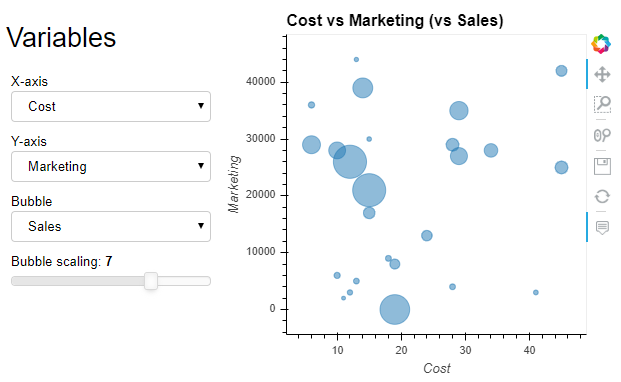 Variables
X-axis
Cost
Y-axis
Marketing
Bubble
Sales
Bubble scaling: 7
Cost vs Marketing (vs Sales)
Marketing
40000
30000
20000
10000
0
10 20 30 40
Cost